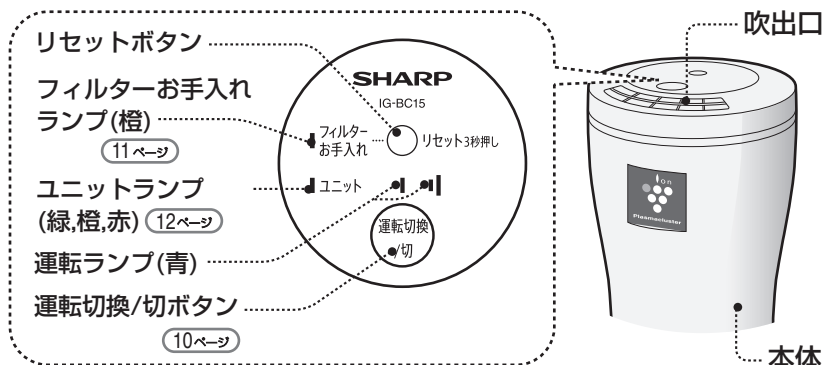 リセットボタン
フィルターお手入れ
ランプ(橙)
11ページ
ユニットランプ
(緑,橙,赤) 12ページ
運転ランプ(青)
運転切換/切ボタン
10ページ
SHARP
IG-BC15
フィルター
お手入れ
リセット3秒押し
ユニット
運転切換
/切
吹出口
ion
Plasmacluster
本体